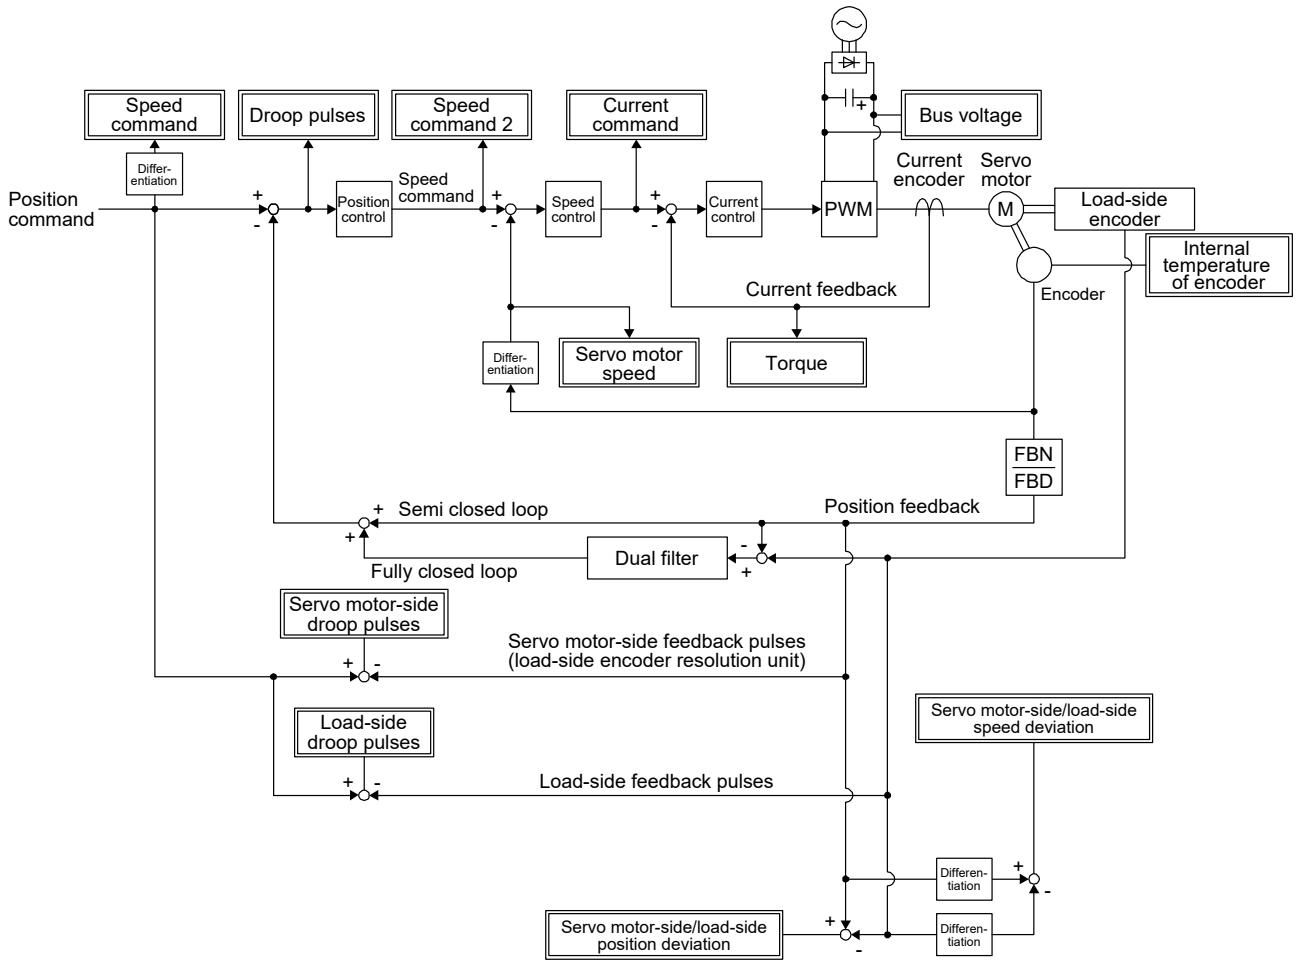 Speed
command
Droop pulses
Speed
command 2
Current
command
Bus voltage
+
Differ-
entiation
Position
command
+
-
Position
control
Speed
command
+
-
Speed
control
+
-
Current
control
PWM
Current
encoder
Servo
motor
M
Load-side
encoder
Internal
temperature
of encoder
Encoder
Current feedback
Differ-
entiation
Servo motor
speed
Torque
FBN
FBD
Position feedback
Semi closed loop
+
+
-
+
Dual filter
Fully closed loop
Servo motor-side
droop pulses
+
-
Servo motor-side feedback pulses
(load-side encoder resolution unit)
Load-side
droop pulses
+
-
Load-side feedback pulses
Servo motor-side/load-side
speed deviation
Differen-
tiation
+
-
Servo motor-side/load-side
position deviation
+
-
Differen-
tiation